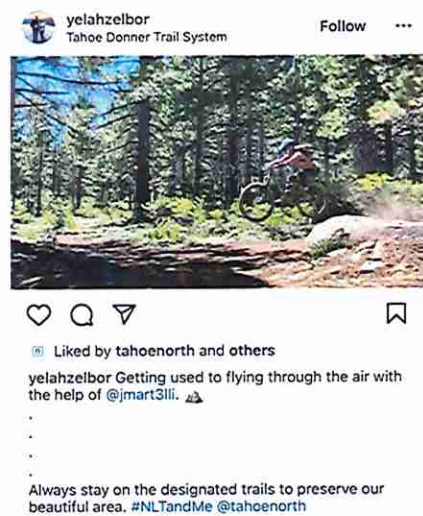 yelahzelbor
Tahoe Donner Trail System
Follow
Liked by tahoenorth and others
yelahzelbor Getting used to flying through the air with
the help of @jmart3lli.
.
.
.
.
Always stay on the designated trails to preserve our
beautiful area. #NLTandMe @tahoenorth